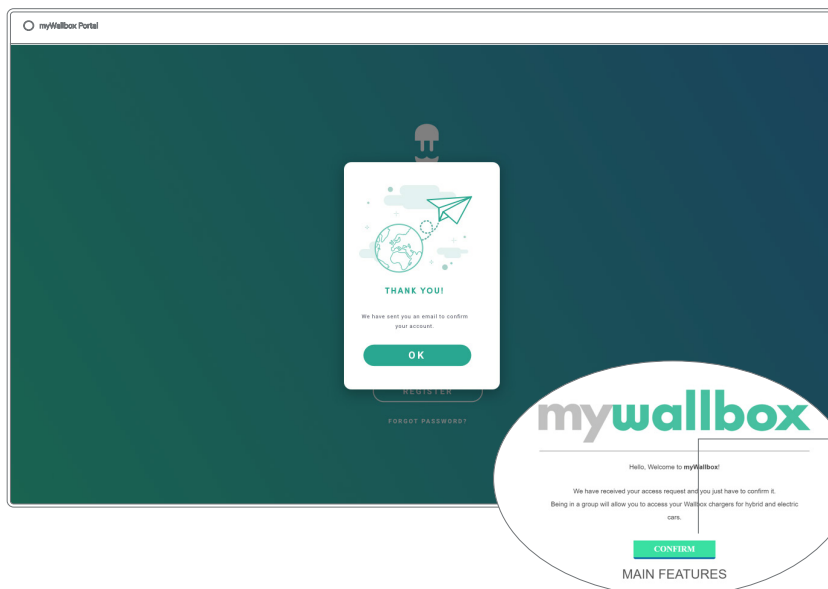 myWallbox Portal
THANK YOU!
We have sent you an email to confirm
your account.
OK
REGISTER
FORGOT PASSWORD?
mywallbox
Hello, Welcome to myWallbox!
We have received your access request and you just have to confirm it.
Being in a group will allow you to access your Wallbox chargers for hybrid and electric
cars.
CONFIRM
MAIN FEATURES